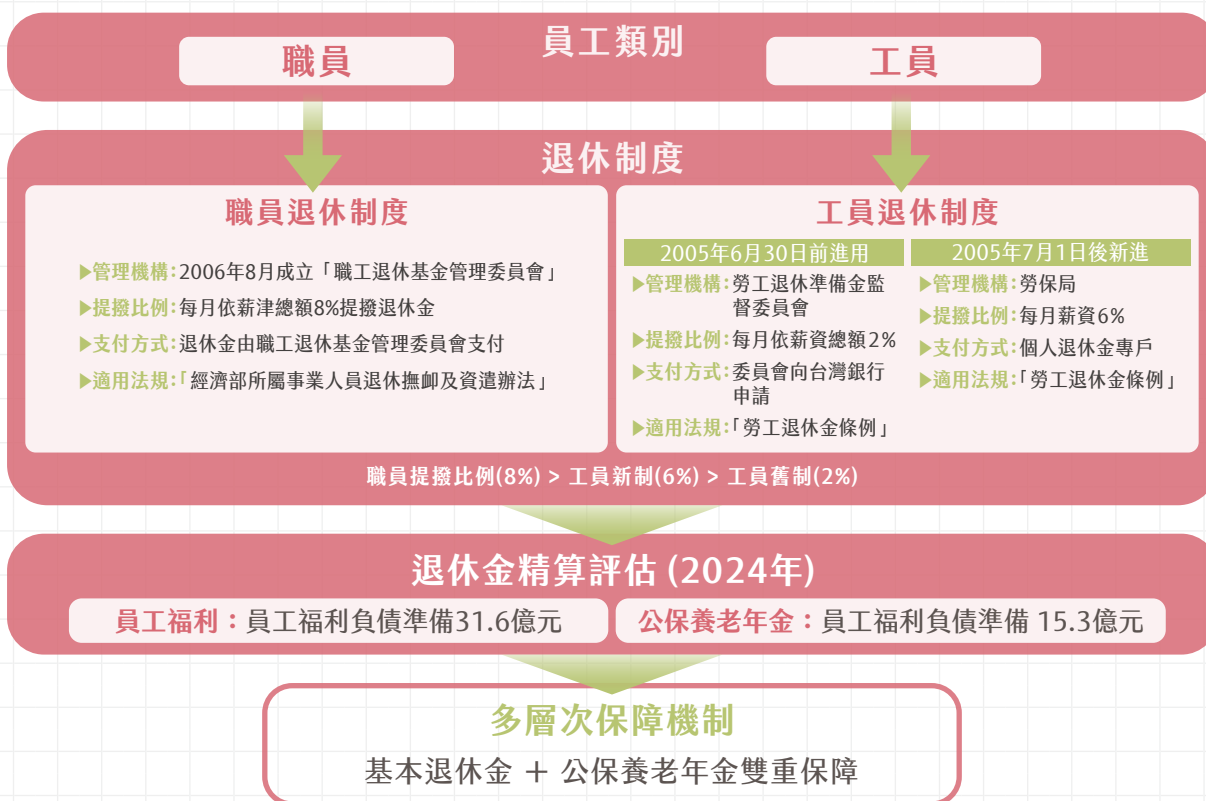 員工類別
職員
工員
退休制度
職員退休制度
▶管理機構：2006年8月成立「職工退休基金管理委員會」
▶提撥比例：每月依薪津總額8%提撥退休金
▶支付方式：退休金由職工退休基金管理委員會支付
▶適用法規：「經濟部所屬事業人員退休撫卹及資遣辦法」
工員退休制度
2005年6月30日前進用
▶管理機構：勞工退休準備金監
督委員會
▶提撥比例：每月依薪資總額2%
▶支付方式：委員會向台灣銀行
申請
▶適用法規：「勞工退休金條例」
2005年7月1日後新進
▶管理機構：勞保局
▶提撥比例：每月薪資6%
▶支付方式：個人退休金專戶
▶適用法規：「勞工退休金條例」
職員提撥比例(8%) > 工員新制(6%) > 工員舊制(2%)
退休金精算評估 (2024年)
員工福利：員工福利負債準備31.6億元
公保養老年金：員工福利負債準備 15.3億元
多層次保障機制
基本退休金 ＋ 公保養老年金雙重保障